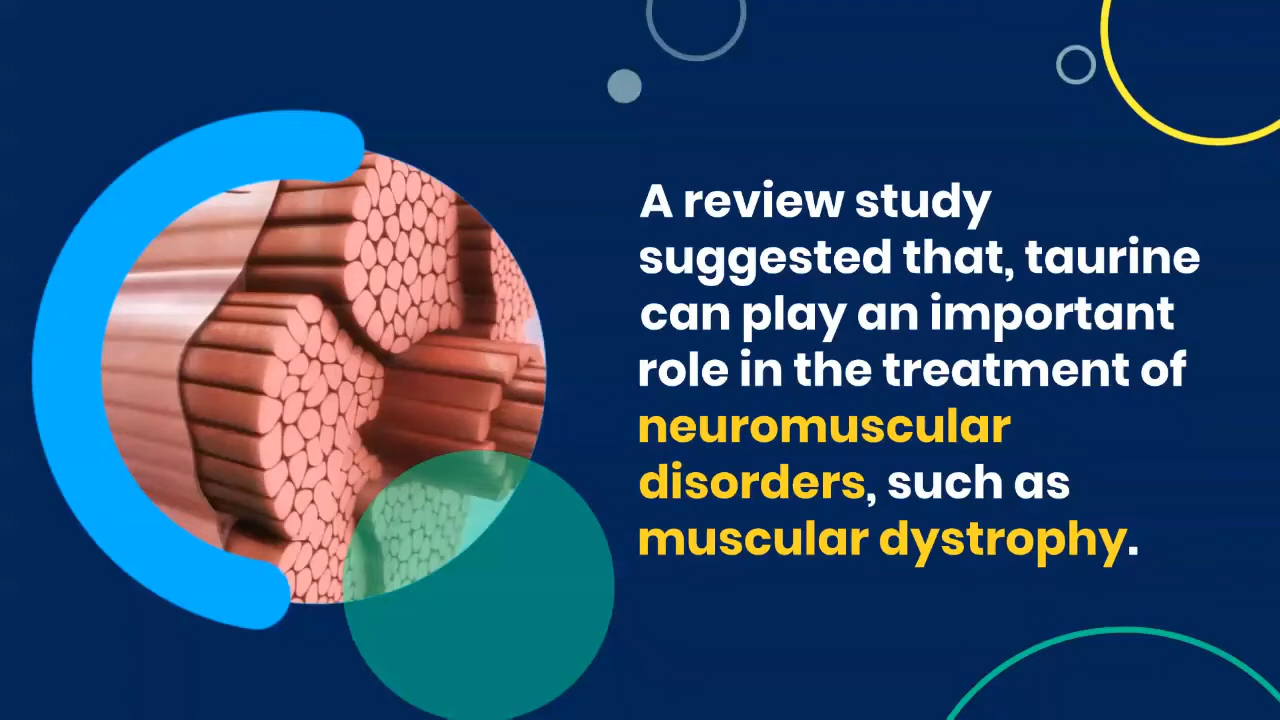 A review study
suggested that, taurine
can play an important
role in the treatment of
neuromuscular
disorders, such as
muscular dystrophy.